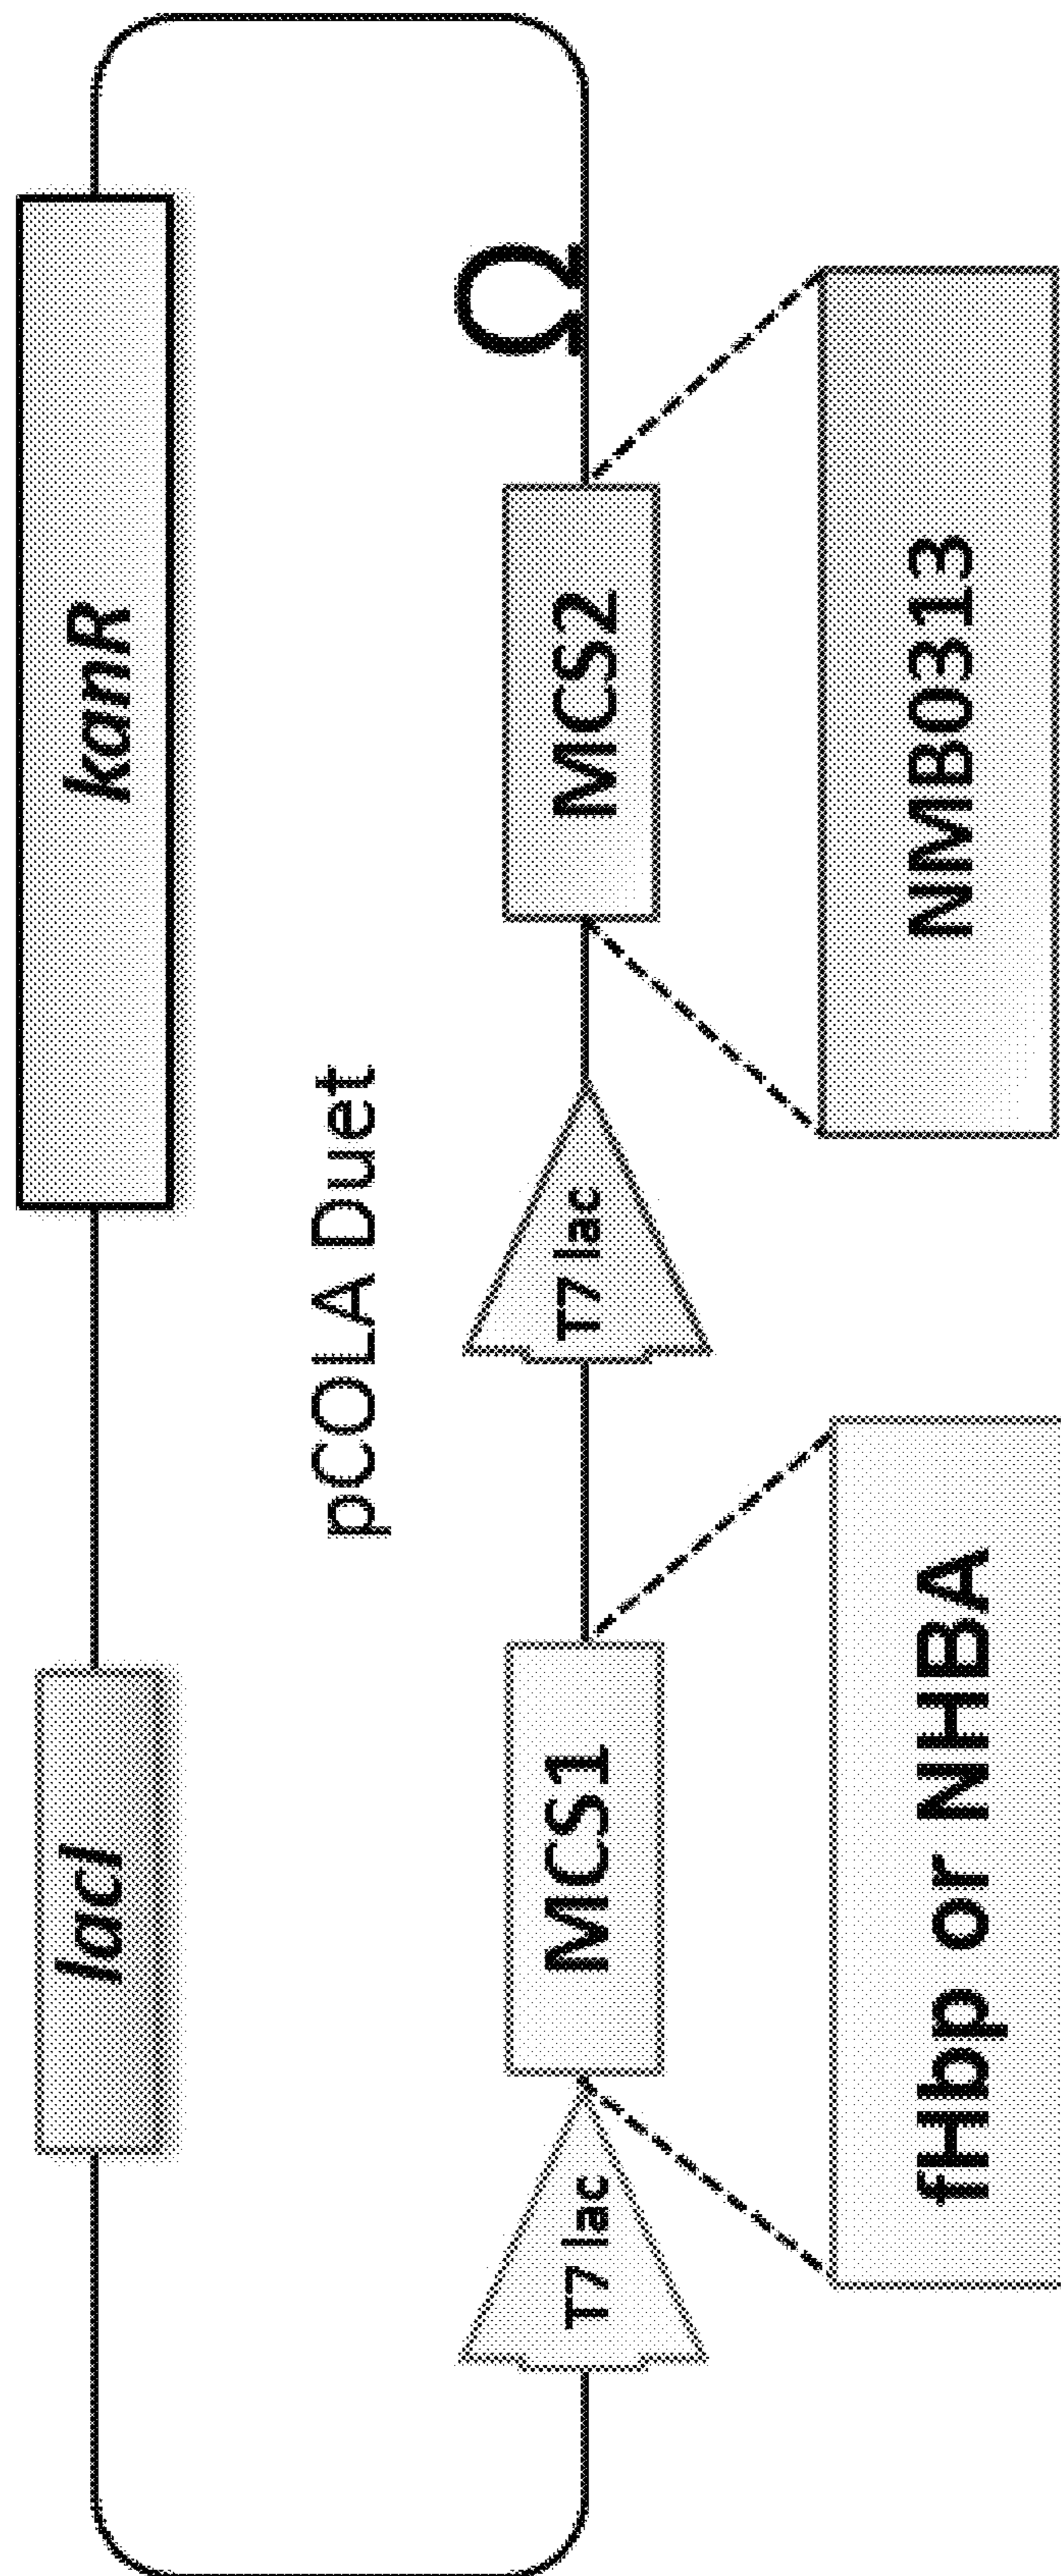 lacI
kanR
pCOLA Duet
T7 lac
MCS1
T7 lac
MCS2
Ω
fHbp or NHBA
NMB0313